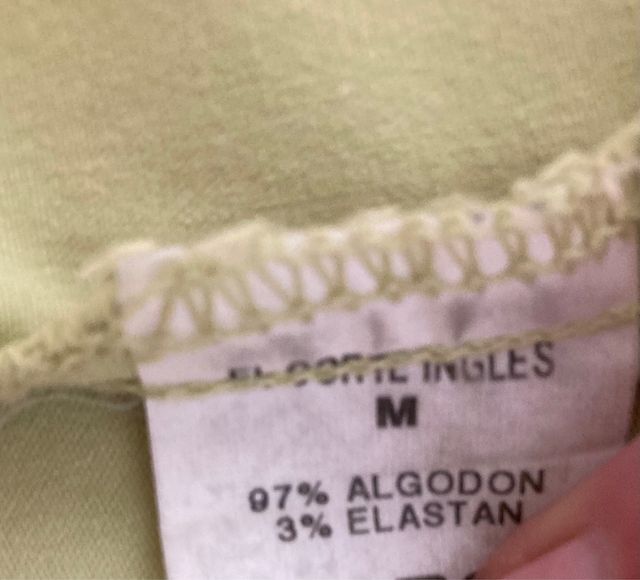 EL CORTE INGLES
M
97% ALGODON
3% ELASTAN